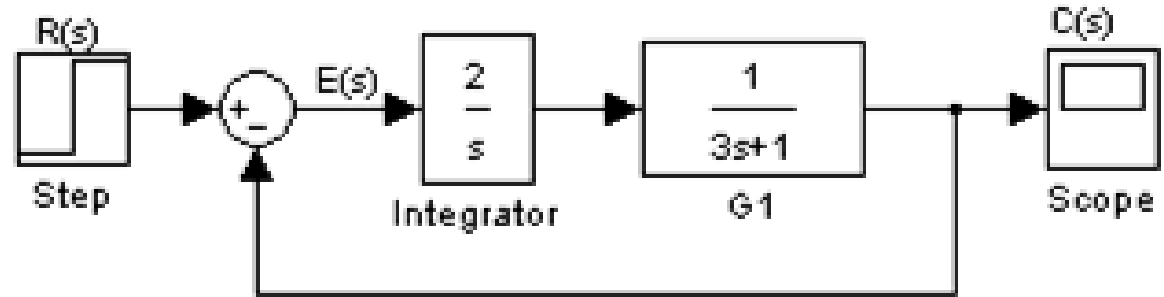 R(s)
Step
+
−
E(s)
2
s
Integrator
1
3s+1
G1
C(s)
Scope